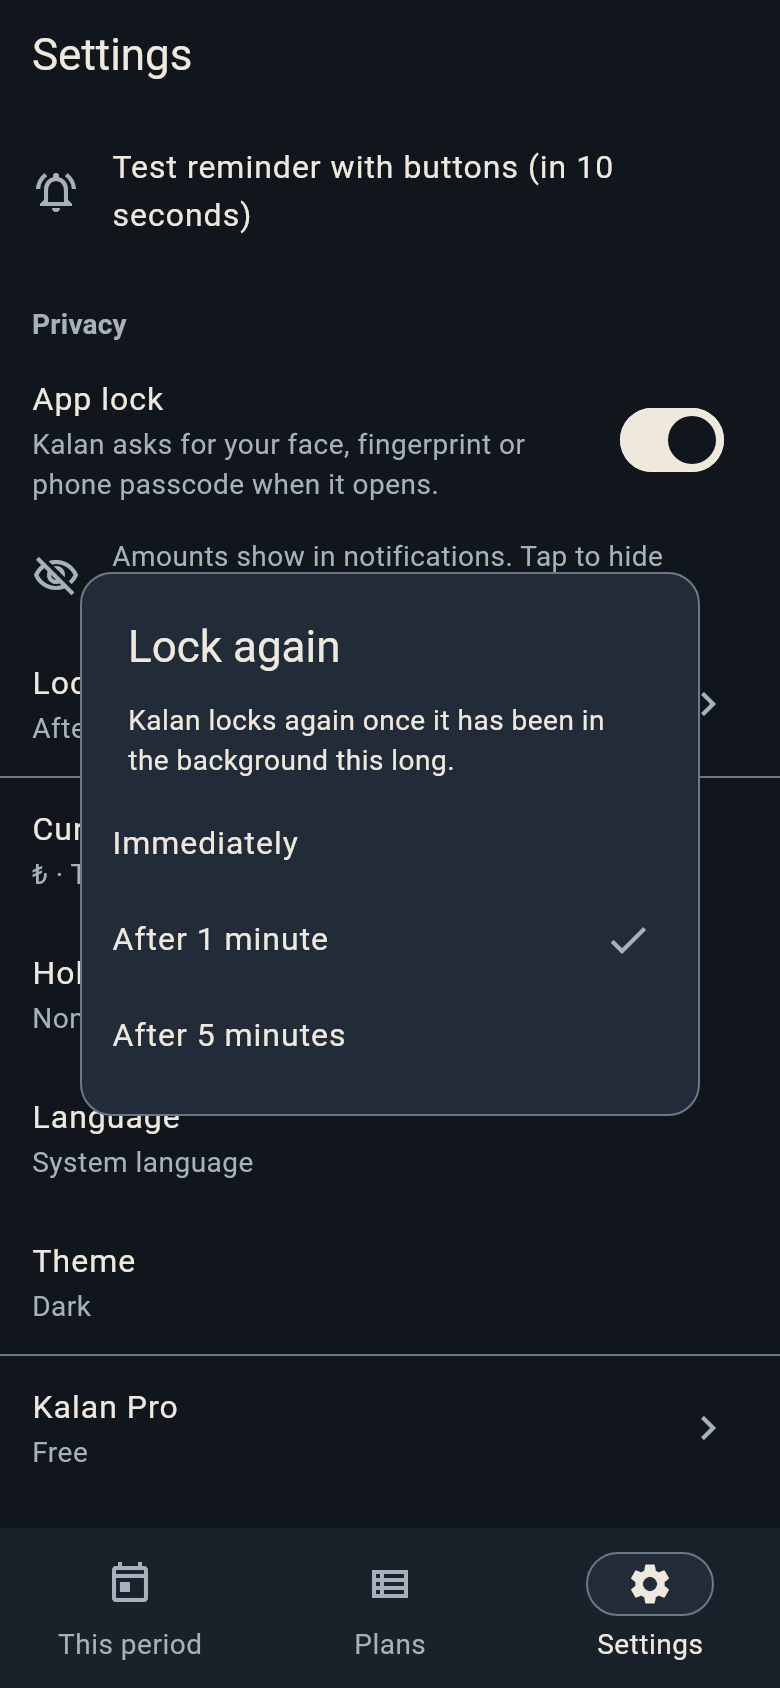 Settings
Test reminder with buttons (in 10
seconds)
Privacy
App lock
Kalan asks for your face, fingerprint or
phone passcode when it opens.
Amounts show in notifications. Tap to hide
Lock again
Kalan locks again once it has been in
the background this long.
Immediately
After 1 minute
After 5 minutes
Language
System language
Theme
Dark
Kalan Pro
Free
This period
Plans
Settings